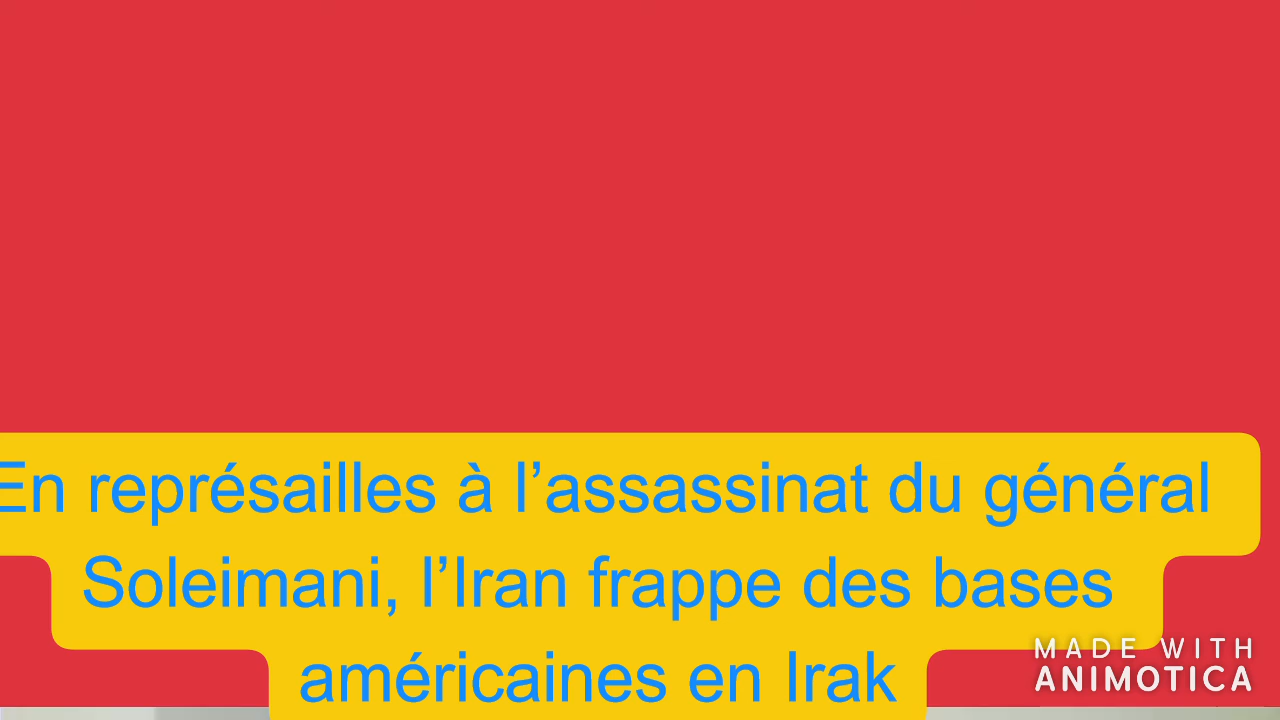 En représailles à l’assassinat du général
Soleimani, l’Iran frappe des bases
américaines en Irak
MADE WITH
ANIMOTICA